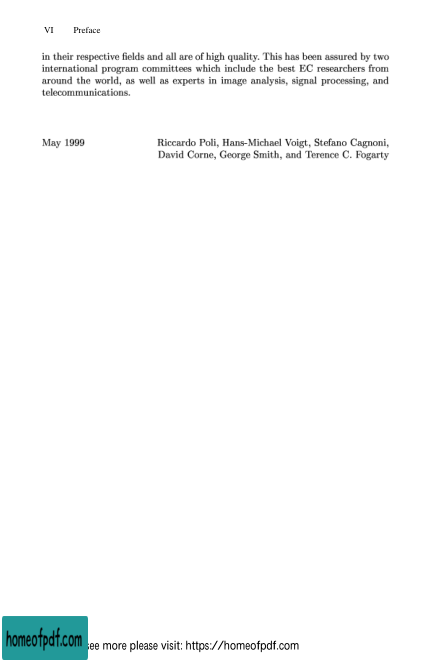 VI Preface
in their respective fields and all are of high quality. This has been assured by two
international program committees which include the best EC researchers from
around the world, as well as experts in image analysis, signal processing, and
telecommunications.
May 1999 Riccardo Poli, Hans-Michael Voigt, Stefano Cagnoni,
David Corne, George Smith, and Terence C. Fogarty
homeofpdf.com see more please visit: https://homeofpdf.com